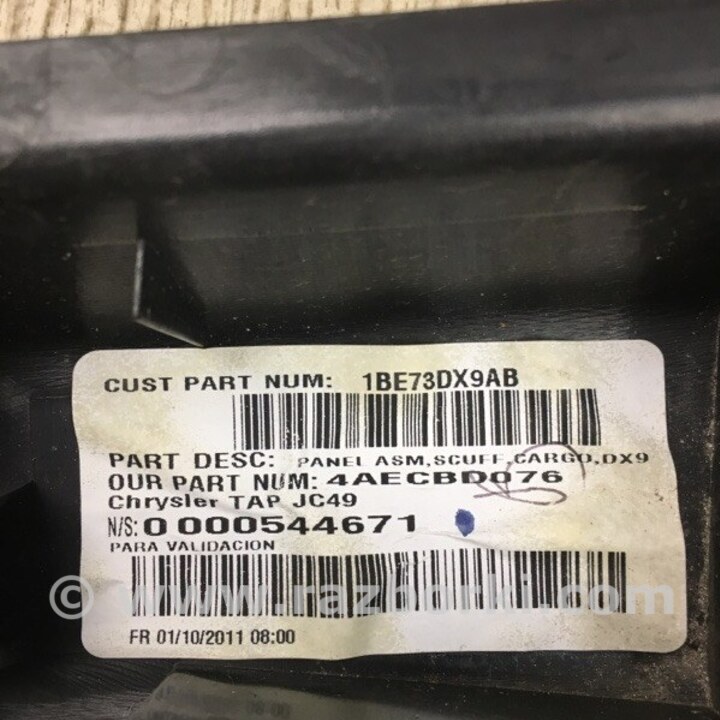 CUST PART NUM: 1BE73DX9AB
PART DESC: PANEL ASM,SCUFF,CARGO,DX9
OUR PART NUM: 4AECBD076
Chrysler TAP JC49
N/S: 0 000544671
PARA VALIDACION
© www.razborki.com
FR 01/10/2011 08:00